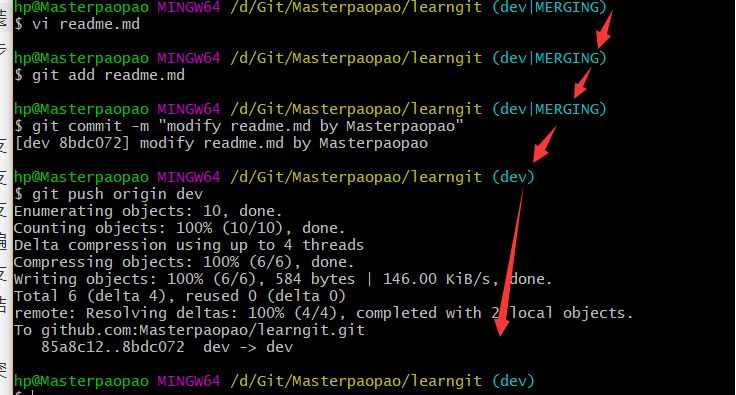 hp@Masterpaopao MINGW64 /d/Git/Masterpaopao/learngit (dev|MERGING)
$ vi readme.md
hp@Masterpaopao MINGW64 /d/Git/Masterpaopao/learngit (dev|MERGING)
$ git add readme.md
hp@Masterpaopao MINGW64 /d/Git/Masterpaopao/learngit (dev|MERGING)
$ git commit -m "modify readme.md by Masterpaopao"
[dev 8bdc072] modify readme.md by Masterpaopao
hp@Masterpaopao MINGW64 /d/Git/Masterpaopao/learngit (dev)
$ git push origin dev
Enumerating objects: 10, done.
Counting objects: 100% (10/10), done.
Delta compression using up to 4 threads
Compressing objects: 100% (6/6), done.
Writing objects: 100% (6/6), 584 bytes | 146.00 KiB/s, done.
Total 6 (delta 4), reused 0 (delta 0)
remote: Resolving deltas: 100% (4/4), completed with 2 local objects.
To github.com:Masterpaopao/learngit.git
85a8c12..8bdc072 dev -> dev
hp@Masterpaopao MINGW64 /d/Git/Masterpaopao/learngit (dev)
$